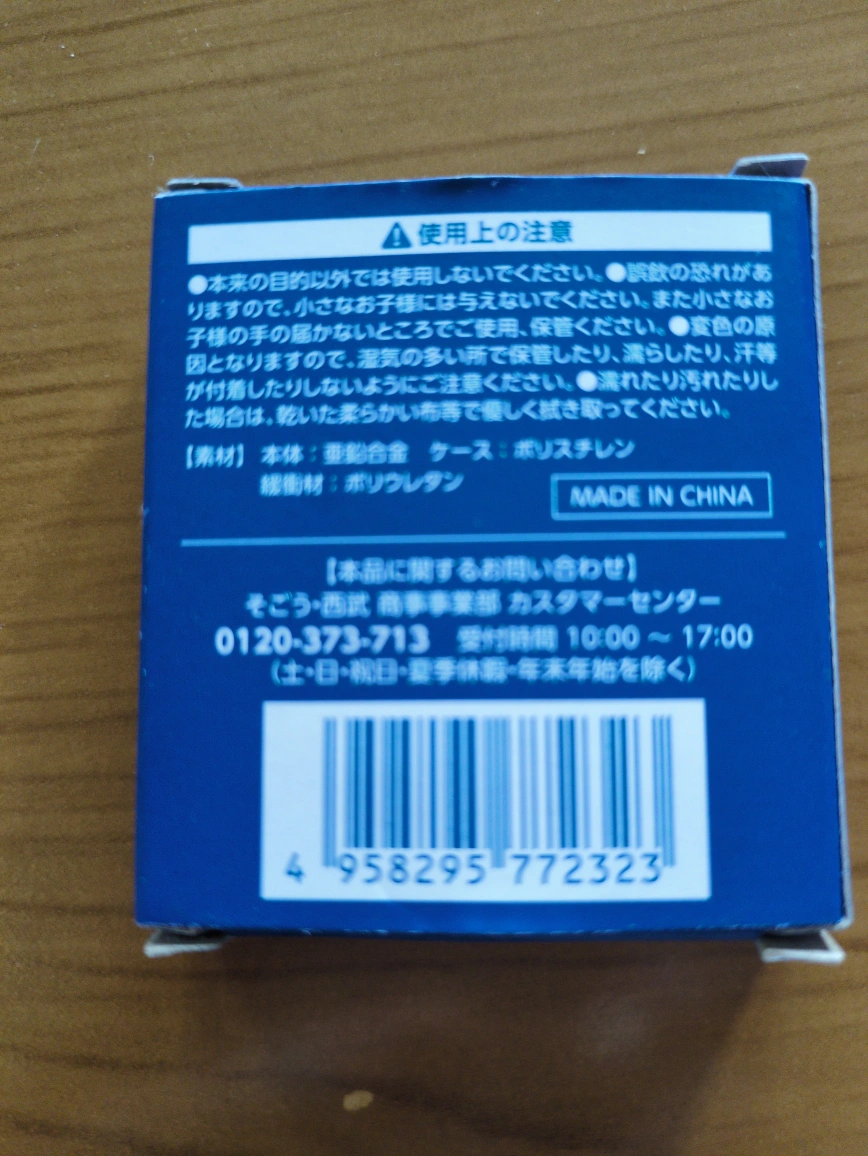 使用上の注意
●本来の目的以外では使用しないでください。●誤飲の恐れがあ
りますので、小さなお子様には与えないでください。また小さなお
子様の手の届かないところでご使用、保管ください。●変色の原
因となりますので、湿気の多い所で保管したり、濡らしたり、汗等
が付着したりしないようにご注意ください。●濡れたり汚れたりし
た場合は、乾いた柔らかい布等で優しく拭き取ってください。
【素材】 本体：亜鉛合金 ケース：ポリスチレン
緩衝材：ポリウレタン
MADE IN CHINA
【本品に関するお問い合わせ】
そごう・西武 商事事業部 カスタマーセンター
0120-373-713 受付時間 10:00 ～ 17:00
（土・日・祝日・夏季休暇・年末年始を除く）
4 958295 772323